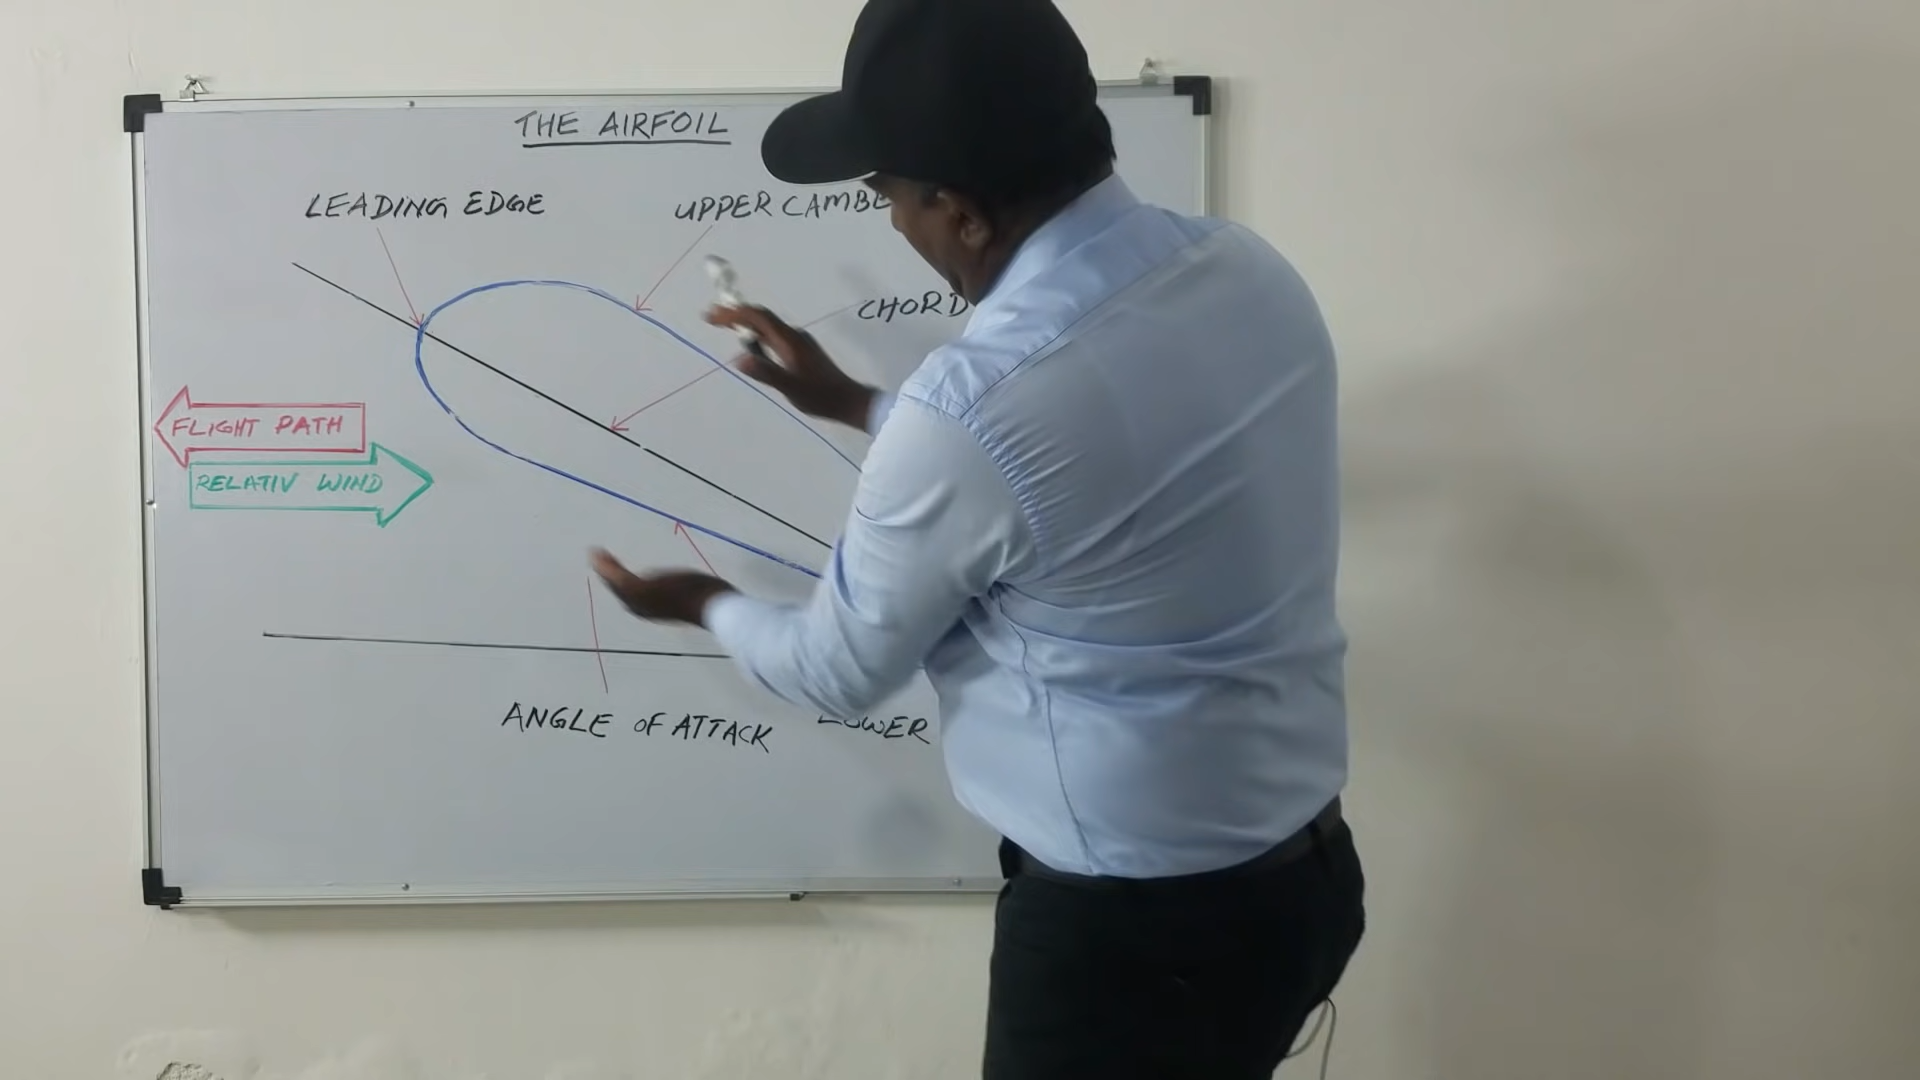 THE AIRFOIL
LEADING EDGE
UPPER CAMBE
CHORD
FLIGHT PATH
RELATIV WIND
ANGLE OF ATTACK
LOWER